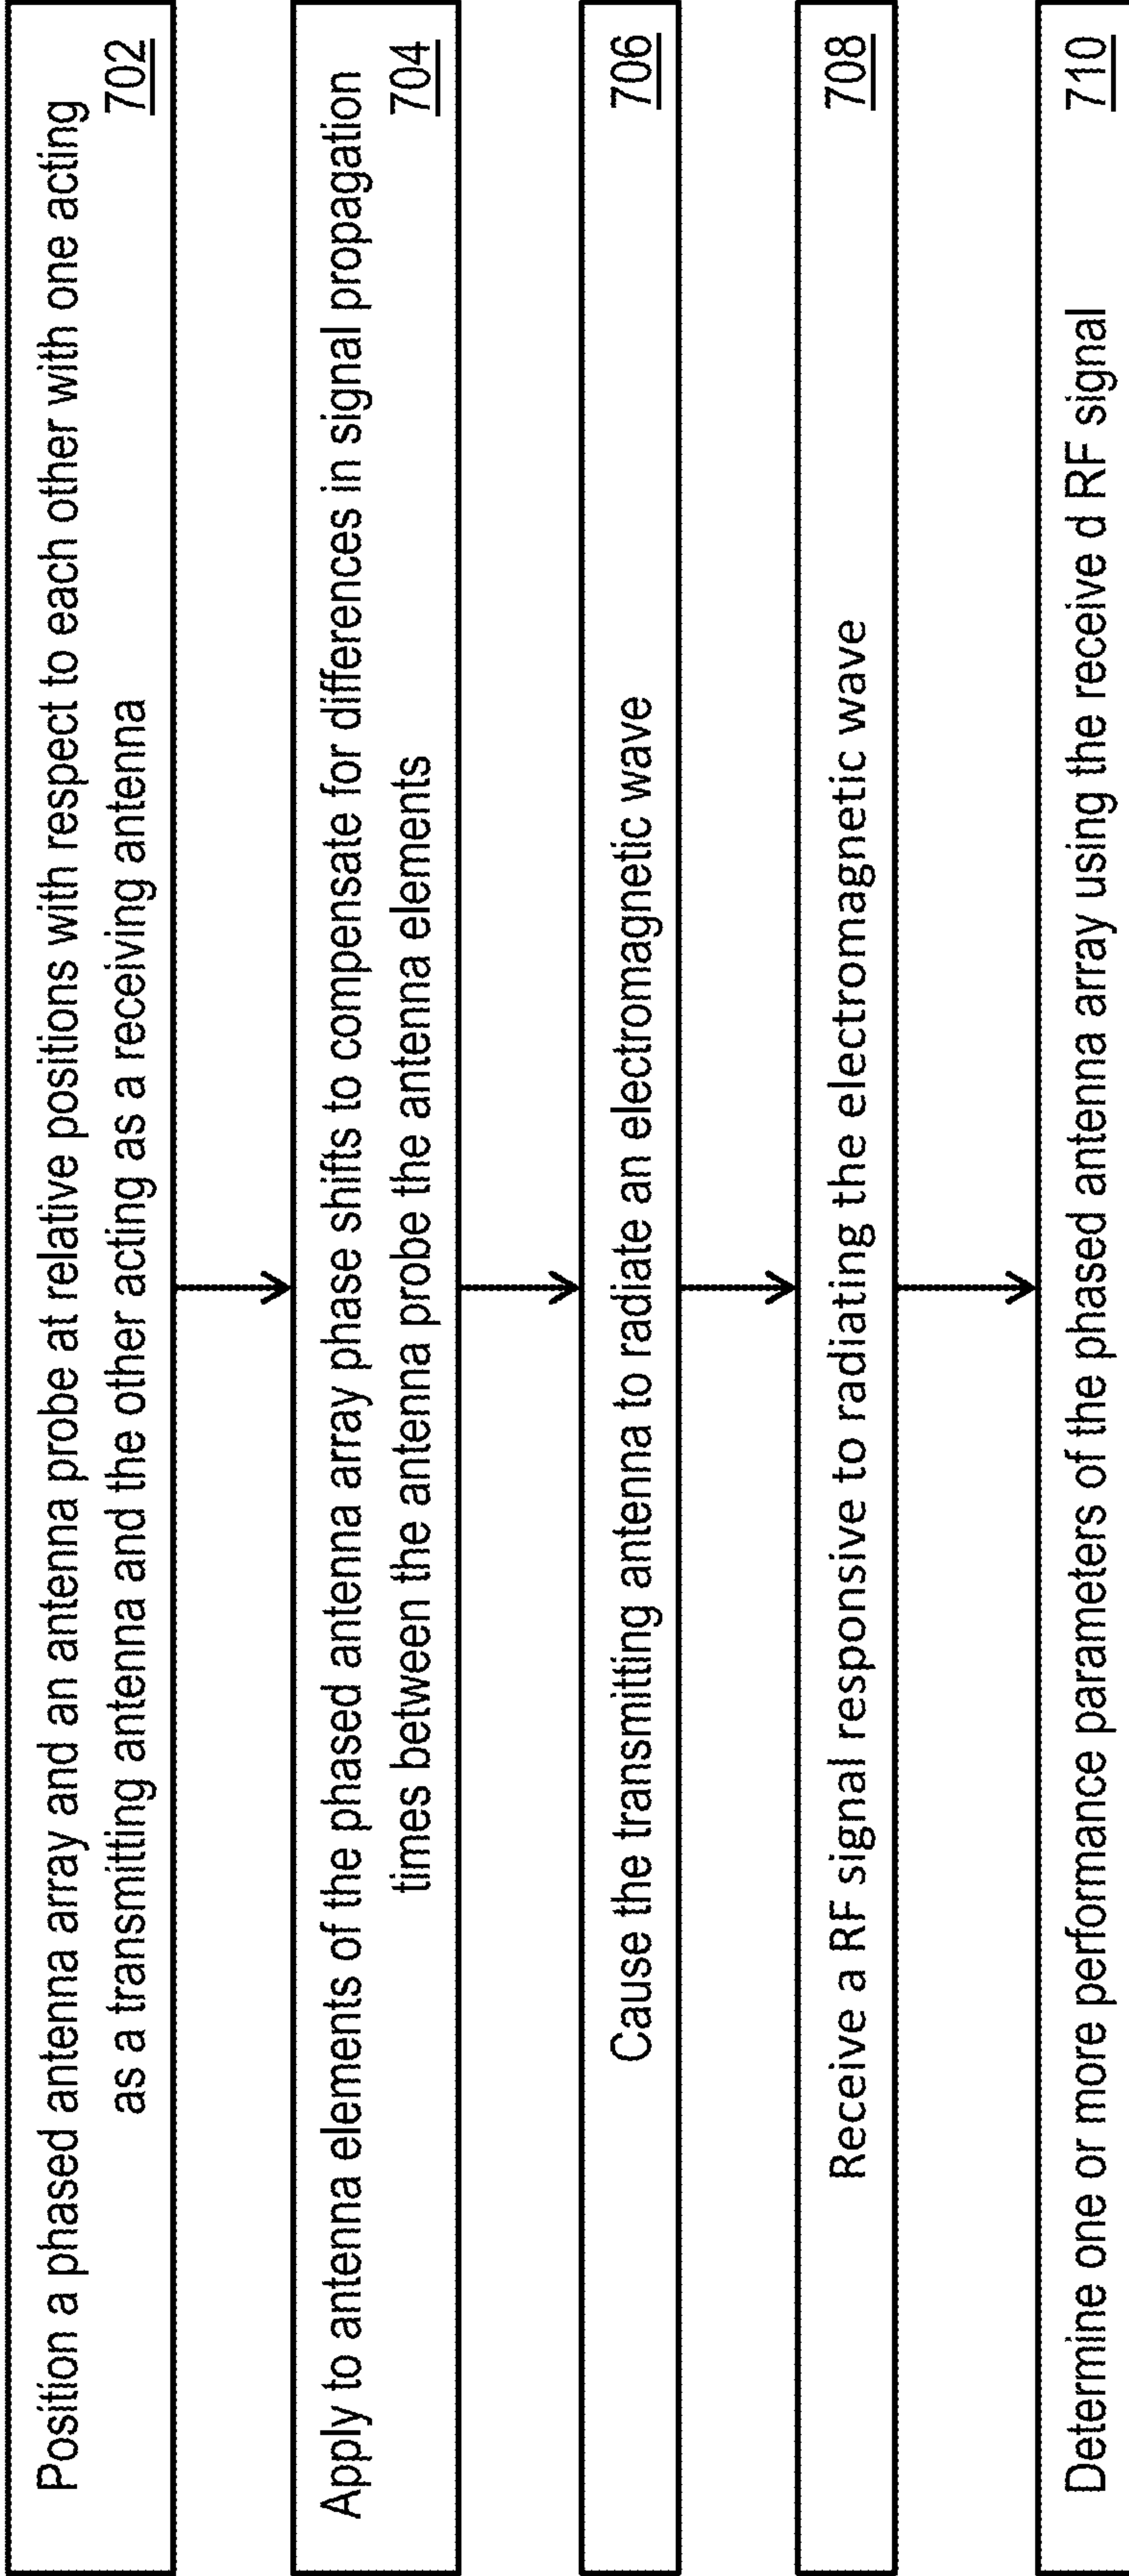 Position a phased antenna array and an antenna probe at relative positions with respect to each other with one acting
as a transmitting antenna and the other acting as a receiving antenna
702
Apply to antenna elements of the phased antenna array phase shifts to compensate for differences in signal propagation
times between the antenna probe the antenna elements
704
Cause the transmitting antenna to radiate an electromagnetic wave
706
Receive a RF signal responsive to radiating the electromagnetic wave
708
Determine one or more performance parameters of the phased antenna array using the receive d RF signal
710